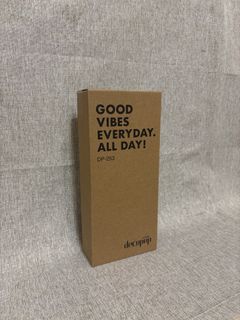 GOOD
VIBES
EVERYDAY.
ALL DAY!
DP-253
decopop